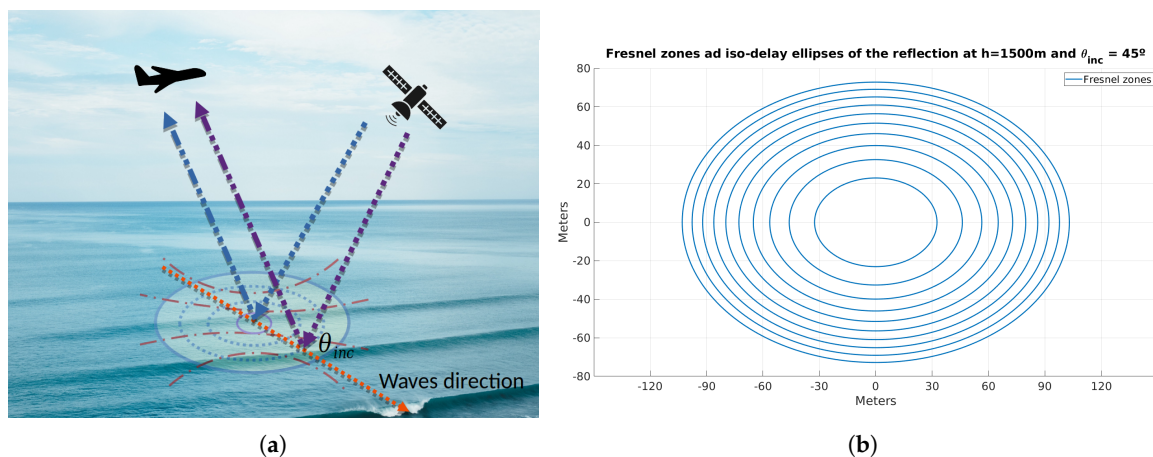 θinc
Waves direction
(a)
Fresnel zones ad iso-delay ellipses of the reflection at h=1500m and θinc = 45º
Fresnel zones
80
60
40
20
0
-20
-40
-60
-80
Meters
-120
-90
-60
-30
0
30
60
90
120
Meters
(b)